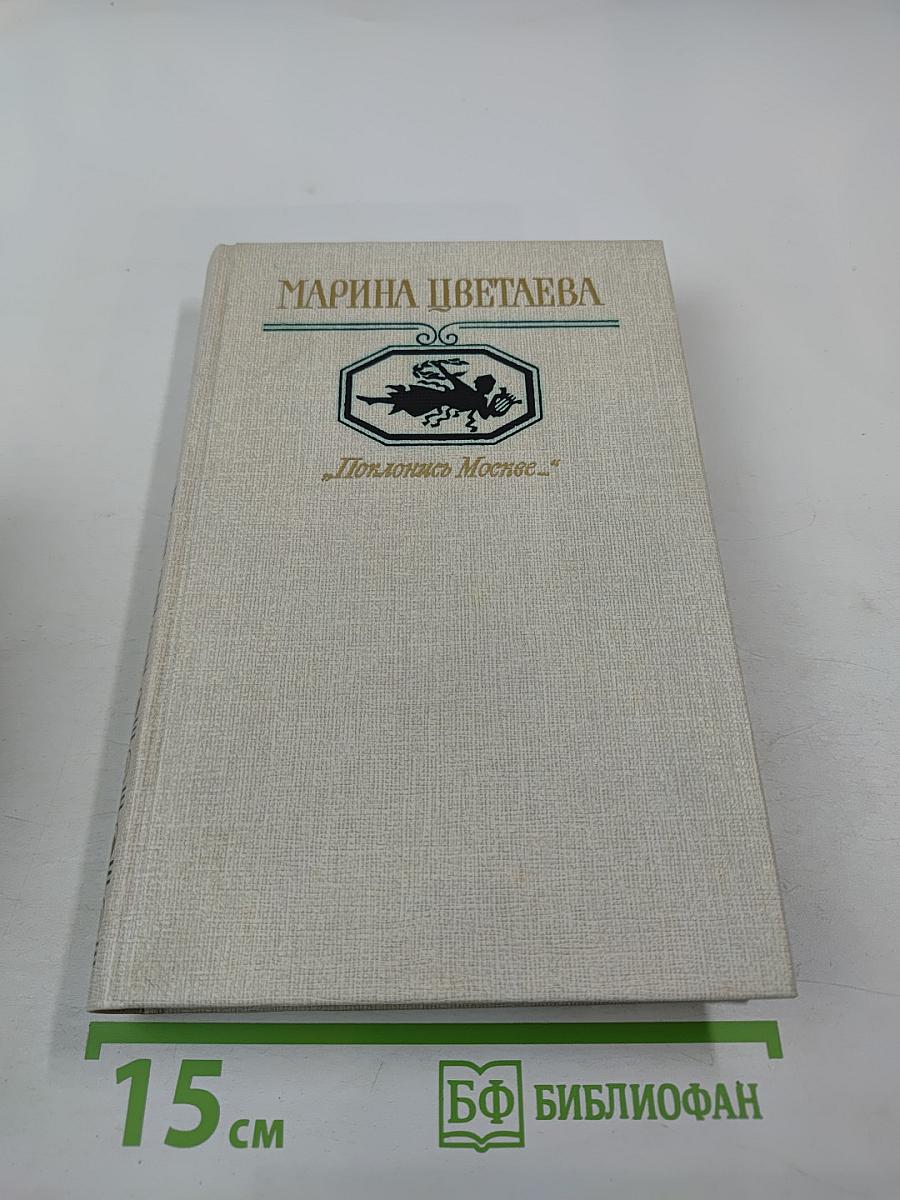 МАРИНА ЦВЕТАЕВА
„Поклонись Москве..."
15 см
БФ БИБЛИОФАН